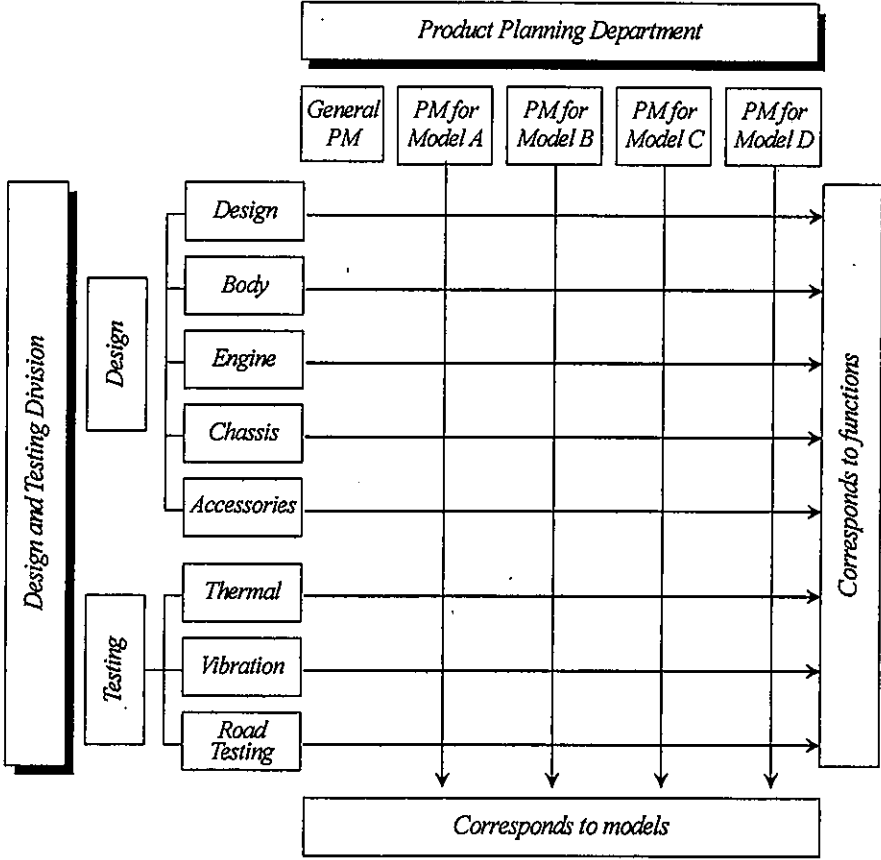 Product Planning Department
General
PM
PM for
Model A
PM for
Model B
PM for
Model C
PM for
Model D
Design and Testing Division
Design
Design
Body
Engine
Chassis
Accessories
Testing
Thermal
Vibration
Road
Testing
Corresponds to functions
Corresponds to models